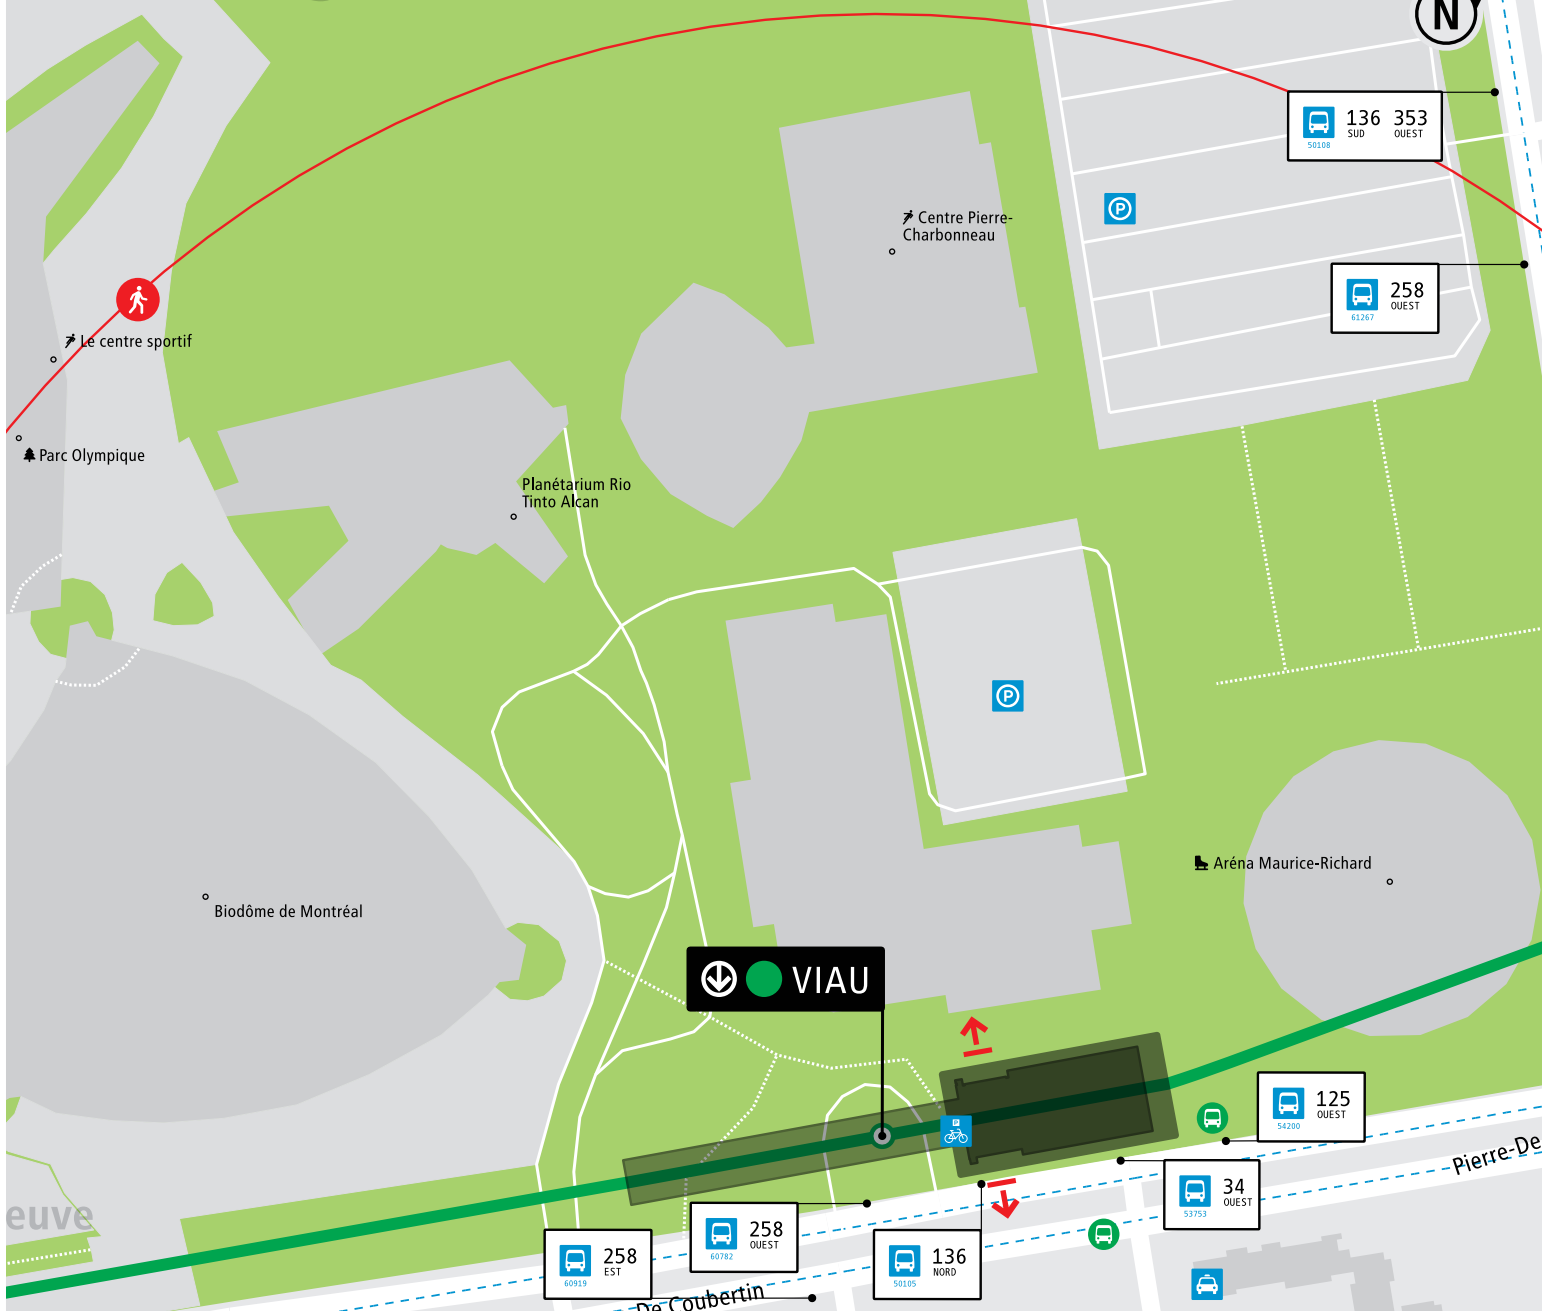 N
136 353
SUD OUEST
50108
Centre Pierre-
Charbonneau
P
258
OUEST
61267
Le centre sportif
Parc Olympique
Planétarium Rio
Tinto Alcan
P
Aréna Maurice-Richard
Biodôme de Montréal
VIAU
P
125
OUEST
54200
Pierre-De
34
OUEST
53753
euve
258
OUEST
60782
258
EST
60919
136
NORD
50105
De Coubertin